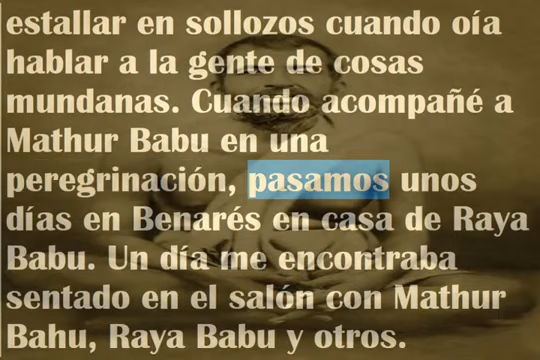 estallar en sollozos cuando oía
hablar a la gente de cosas
mundanas. Cuando acompañé a
Mathur Babu en una
peregrinación, pasamos unos
días en Benarés en casa de Raya
Babu. Un día me encontraba
sentado en el salón con Mathur
Bahu, Raya Babu y otros.